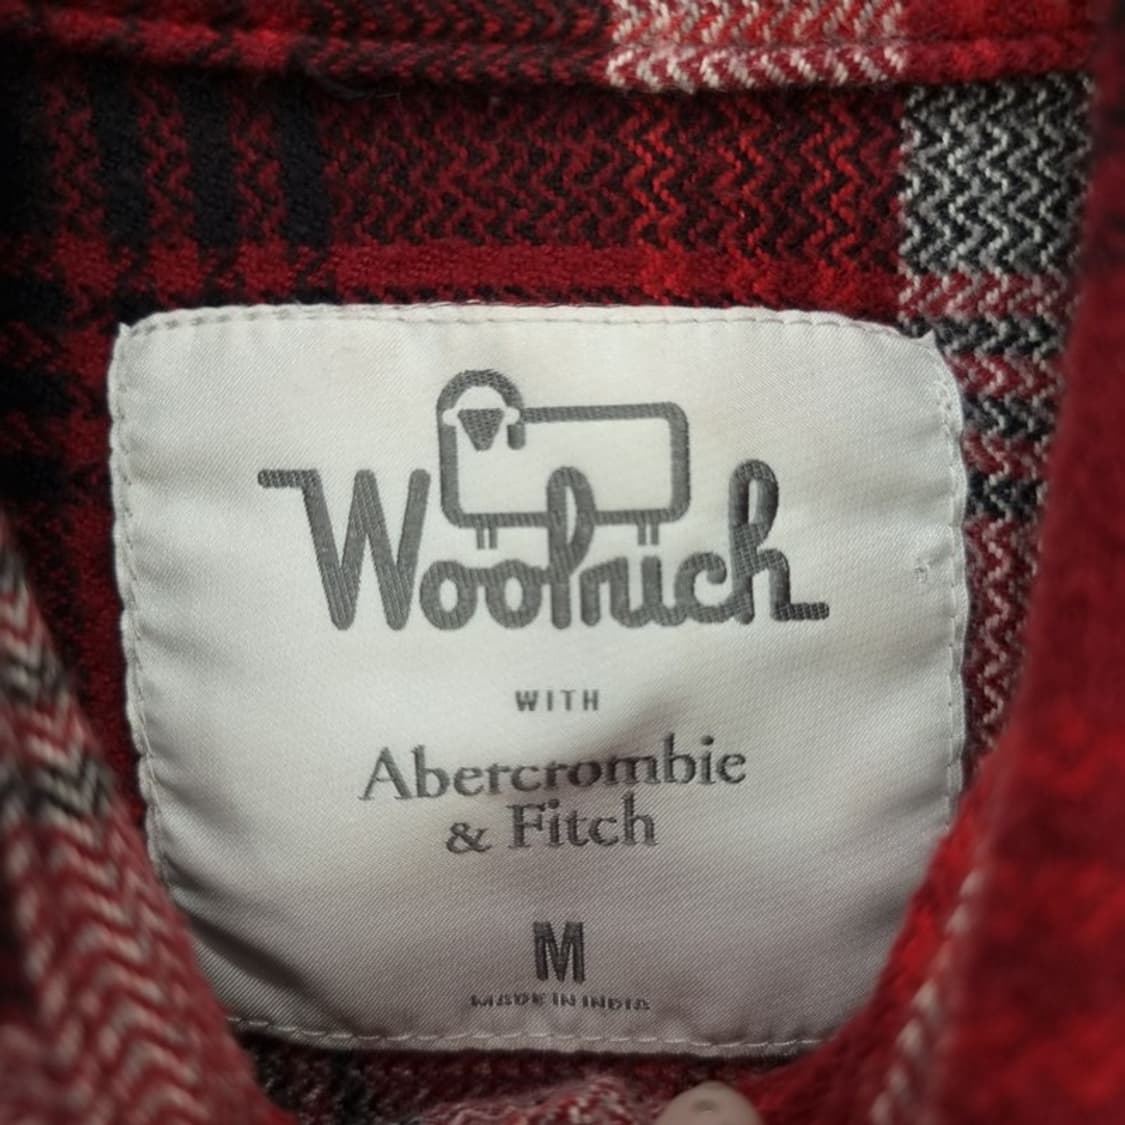 Woolrich
WITH
Abercrombie
& Fitch
M
MADE IN INDIA